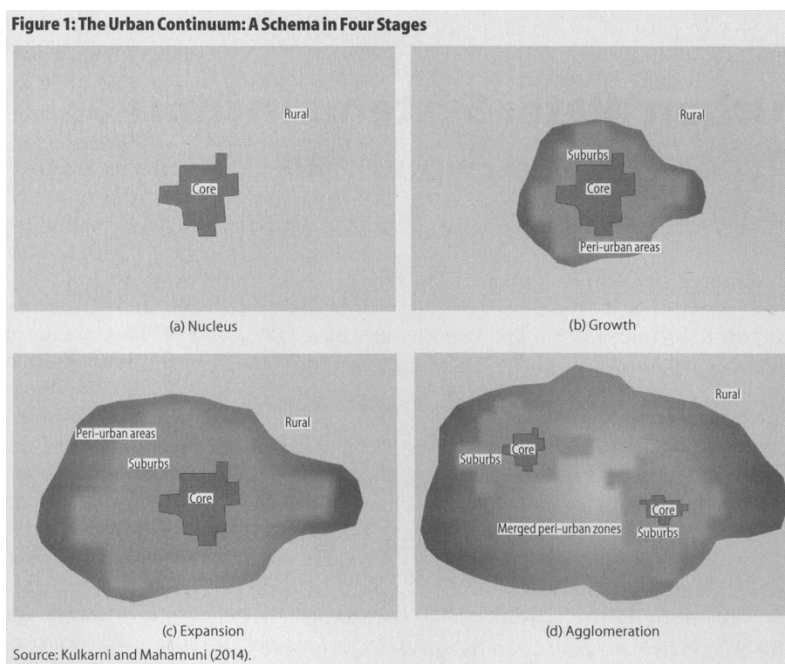 Figure 1: The Urban Continuum: A Schema in Four Stages
Rural
Core
(a) Nucleus
Rural
Suburbs
Core
Peri-urban areas
(b) Growth
Rural
Peri-urban areas
Suburbs
Core
(c) Expansion
Rural
Core
Suburbs
Core
Merged peri-urban zones
Suburbs
(d) Agglomeration
Source: Kulkarni and Mahamuni (2014).